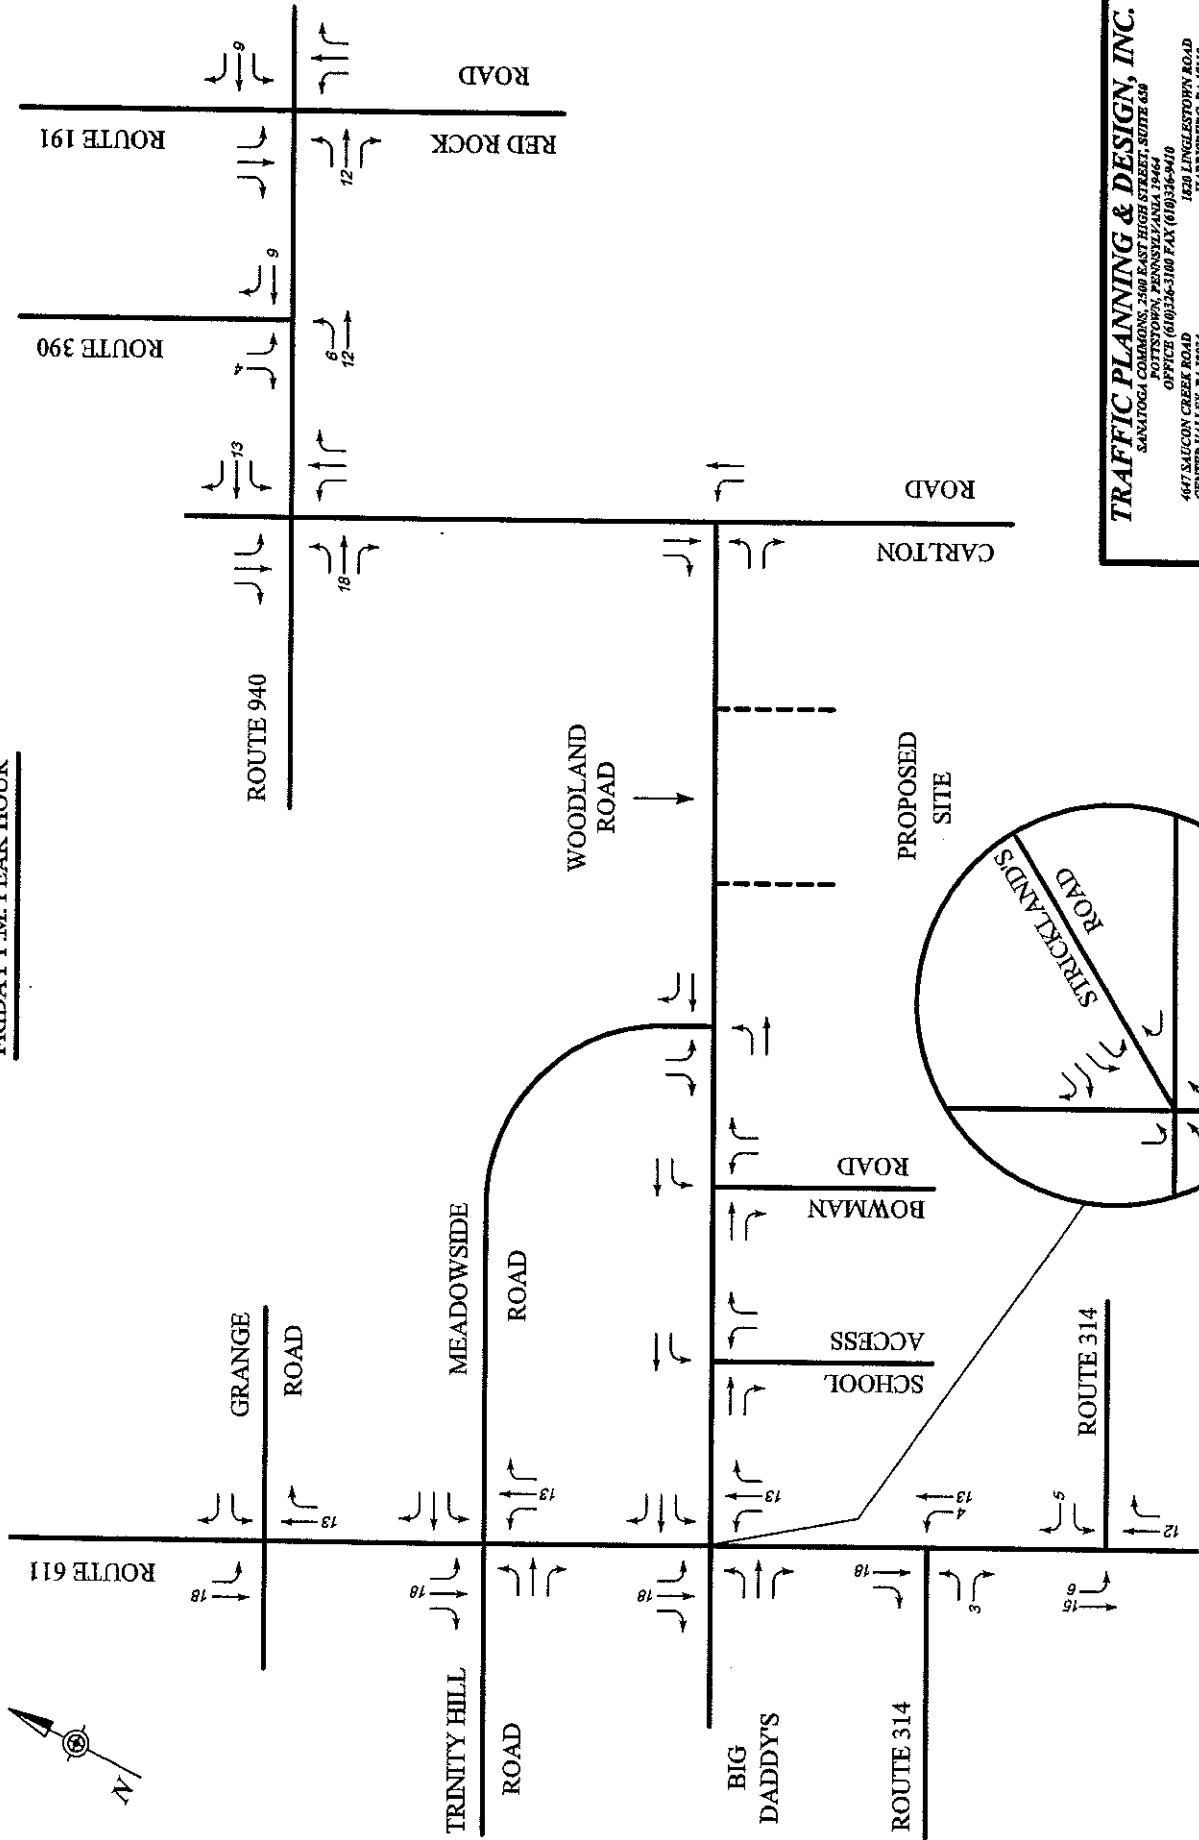 FRIDAY P.M. PEAK HOUR
ROUTE 191
RED ROCK
ROAD
9
12
ROUTE 390
9
4
6
12
13
18
ROUTE 940
CARLTON
ROAD
WOODLAND
ROAD
PROPOSED
SITE
STRICKLAND'S
ROAD
MEADOWSIDE
ROAD
BOWMAN
ROAD
SCHOOL
ACCESS
GRANGE
ROAD
ROUTE 611
18
13
TRINITY HILL
ROAD
18
13
BIG
DADDY'S
18
13
ROUTE 314
18
4
13
3
ROUTE 314
5
15
6
12
N
TRAFFIC PLANNING & DESIGN, INC.
SANATOGA COMMONS, 2500 EAST HIGH STREET, SUITE 650
POTTSTOWN, PENNSYLVANIA 19464
OFFICE (610)326-3100 FAX (610)326-9410
4647 SAUCON CREEK ROAD
1820 LINGLESTOWN ROAD